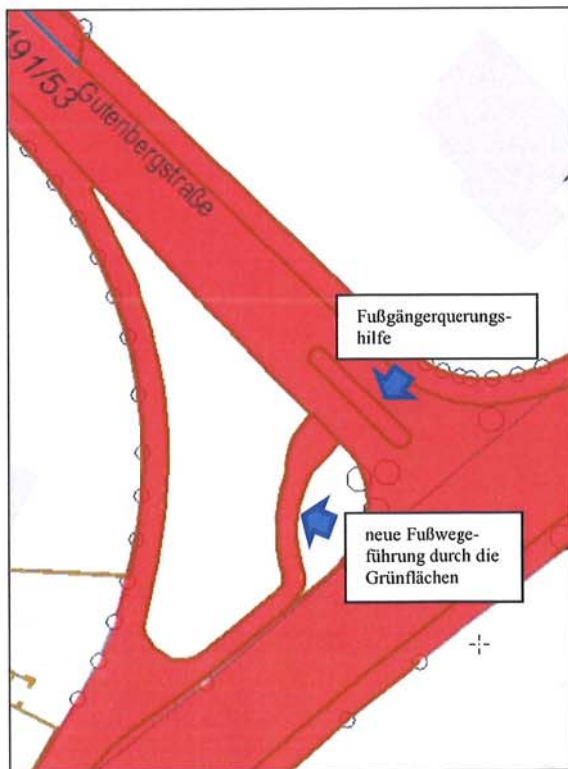 191/53
Gutenbergstraße
Fußgängerquerungs-
hilfe
neue Fußwege-
führung durch die
Grünflächen